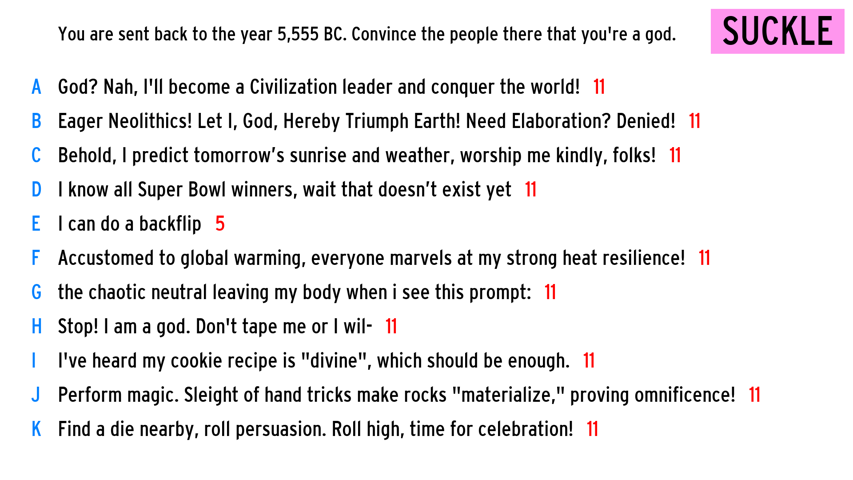 You are sent back to the year 5,555 BC. Convince the people there that you're a god.
SUCKLE
A God? Nah, I'll become a Civilization leader and conquer the world! 11
B Eager Neolithics! Let I, God, Hereby Triumph Earth! Need Elaboration? Denied! 11
C Behold, I predict tomorrow’s sunrise and weather, worship me kindly, folks! 11
D I know all Super Bowl winners, wait that doesn’t exist yet 11
E I can do a backflip 5
F Accustomed to global warming, everyone marvels at my strong heat resilience! 11
G the chaotic neutral leaving my body when i see this prompt: 11
H Stop! I am a god. Don't tape me or I wil- 11
I I've heard my cookie recipe is "divine", which should be enough. 11
J Perform magic. Sleight of hand tricks make rocks "materialize," proving omnificence! 11
K Find a die nearby, roll persuasion. Roll high, time for celebration! 11